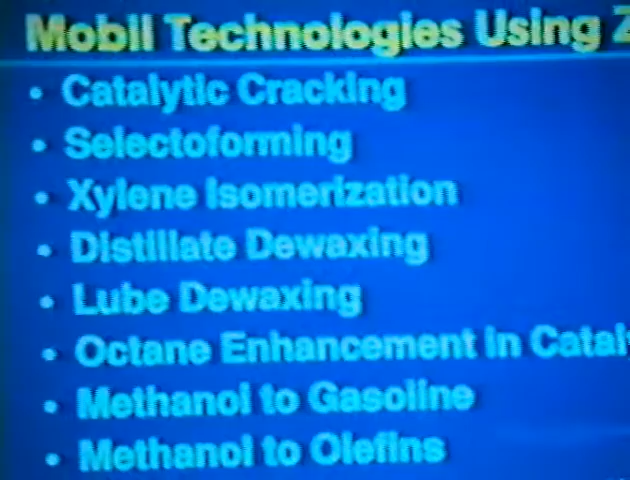 Mobil Technologies Using Z
• Catalytic Cracking
• Selectoforming
• Xylene Isomerization
• Distillate Dewaxing
• Lube Dewaxing
• Octane Enhancement in Cataly
• Methanol to Gasoline
• Methanol to Olefins